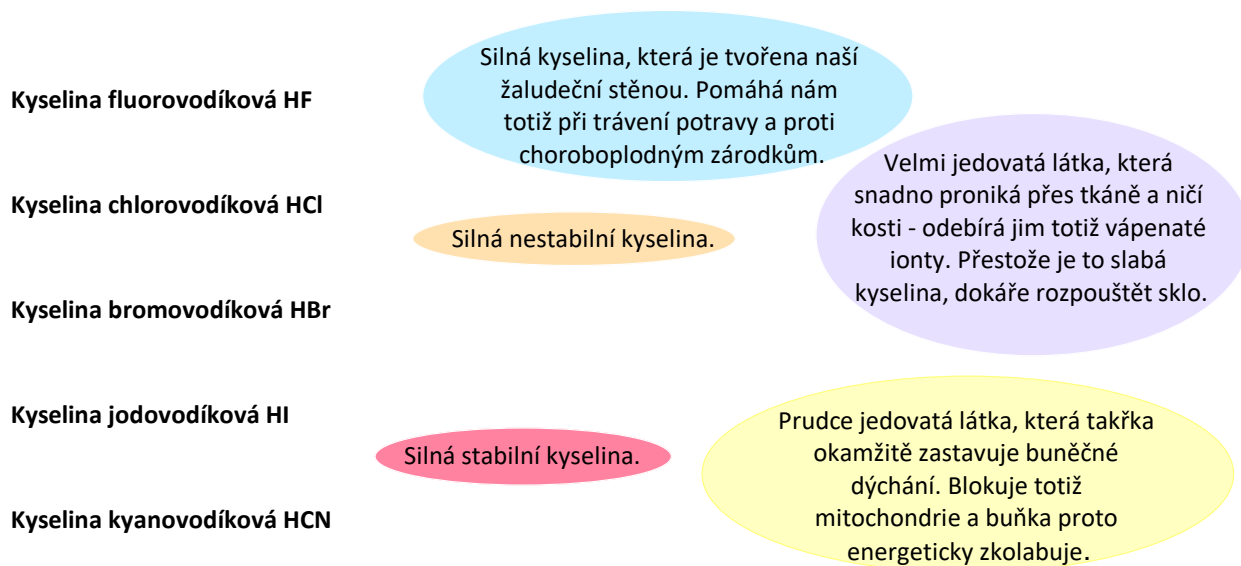 Kyselina fluorovodíková HF
Kyselina chlorovodíková HCl
Kyselina bromovodíková HBr
Kyselina jodovodíková HI
Kyselina kyanovodíková HCN
Silná kyselina, která je tvořena naší
žaludeční stěnou. Pomáhá nám
totiž při trávení potravy a proti
choroboplodným zárodkům.
Silná nestabilní kyselina.
Velmi jedovatá látka, která
snadno proniká přes tkáně a ničí
kosti - odebírá jim totiž vápenaté
ionty. Přestože je to slabá
kyselina, dokáře rozpouštět sklo.
Silná stabilní kyselina.
Prudce jedovatá látka, která takřka
okamžitě zastavuje buněčné
dýchání. Blokuje totiž
mitochondrie a buňka proto
energeticky zkolabuje.